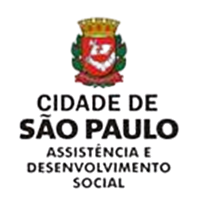 CIDADE DE
SÃO PAULO
ASSISTÊNCIA E
DESENVOLVIMENTO
SOCIAL